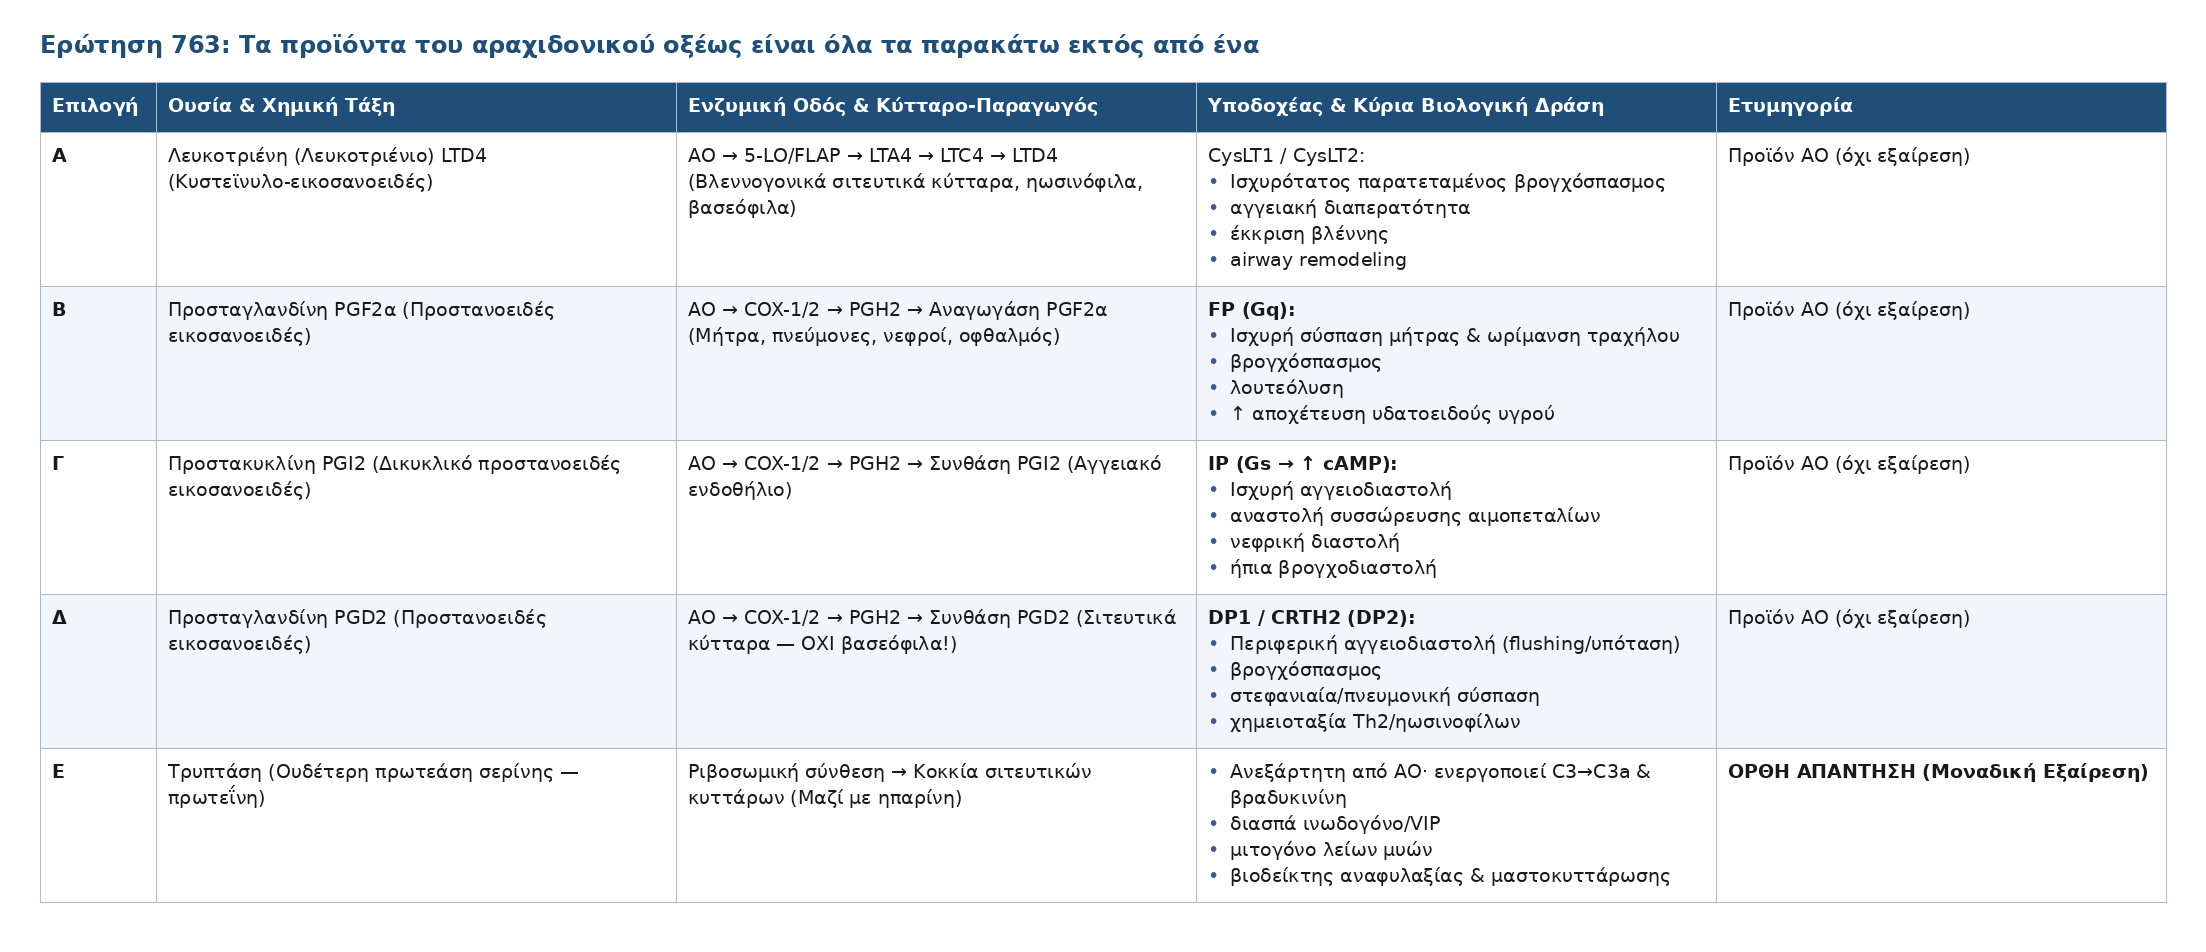 Ερώτηση 763: Τα προϊόντα του αραχιδονικού οξέως είναι όλα τα παρακάτω εκτός από ένα
Επιλογή
Ουσία & Χημική Τάξη
Ενζυμική Οδός & Κύτταρο-Παραγωγός
Υποδοχέας & Κύρια Βιολογική Δράση
Ετυμηγορία
Α
Λευκοτριένη (Λευκοτριένιο) LTD4
(Κυστεϊνυλο-εικοσανοειδές)
ΑΟ → 5-LO/FLAP → LTA4 → LTC4 → LTD4
(Βλεννογονικά σιτευτικά κύτταρα, ηωσινόφιλα,
βασεόφιλα)
CysLT1 / CysLT2:
• Ισχυρότατος παρατεταμένος βρογχόσπασμος
• αγγειακή διαπερατότητα
• έκκριση βλέννης
• airway remodeling
Προϊόν ΑΟ (όχι εξαίρεση)
Β
Προσταγλανδίνη PGF2α (Προστανοειδές
εικοσανοειδές)
ΑΟ → COX-1/2 → PGH2 → Αναγωγάση PGF2α
(Μήτρα, πνεύμονες, νεφροί, οφθαλμός)
FP (Gq):
• Ισχυρή σύσπαση μήτρας & ωρίμανση τραχήλου
• βρογχόσπασμος
• λουτεόλυση
• ↑ αποχέτευση υδατοειδούς υγρού
Προϊόν ΑΟ (όχι εξαίρεση)
Γ
Προστακυκλίνη PGI2 (Δικυκλικό προστανοειδές
εικοσανοειδές)
ΑΟ → COX-1/2 → PGH2 → Συνθάση PGI2 (Αγγειακό
ενδοθήλιο)
IP (Gs → ↑ cAMP):
• Ισχυρή αγγειοδιαστολή
• αναστολή συσσώρευσης αιμοπεταλίων
• νεφρική διαστολή
• ήπια βρογχοδιαστολή
Προϊόν ΑΟ (όχι εξαίρεση)
Δ
Προσταγλανδίνη PGD2 (Προστανοειδές
εικοσανοειδές)
ΑΟ → COX-1/2 → PGH2 → Συνθάση PGD2 (Σιτευτικά
κύτταρα — ΟΧΙ βασεόφιλα!)
DP1 / CRTH2 (DP2):
• Περιφερική αγγειοδιαστολή (flushing/υπόταση)
• βρογχόσπασμος
• στεφανιαία/πνευμονική σύσπαση
• χημειοταξία Th2/ηωσινοφίλων
Προϊόν ΑΟ (όχι εξαίρεση)
Ε
Τρυπτάση (Ουδέτερη πρωτεάση σερίνης —
πρωτεΐνη)
Ριβοσωμική σύνθεση → Κοκκία σιτευτικών
κυττάρων (Μαζί με ηπαρίνη)
• Ανεξάρτητη από ΑΟ· ενεργοποιεί C3→C3a &
βραδυκινίνη
• διασπά ινωδογόνο/VIP
• μιτογόνο λείων μυών
• βιοδείκτης αναφυλαξίας & μαστοκυττάρωσης
ΟΡΘΗ ΑΠΑΝΤΗΣΗ (Μοναδική Εξαίρεση)